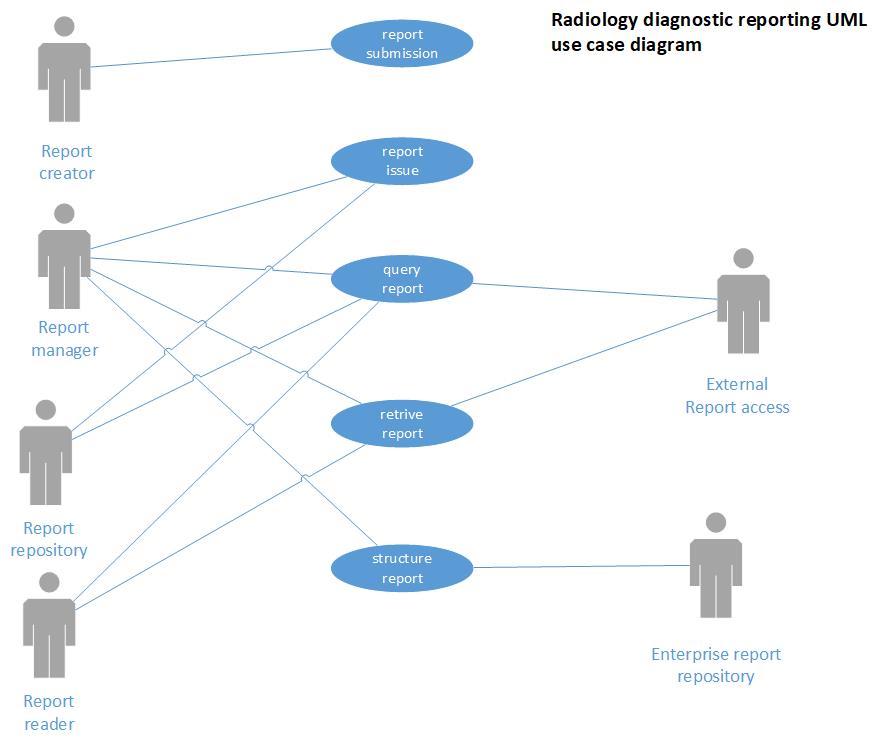 Radiology diagnostic reporting UML
use case diagram
report
submission
Report
creator
report
issue
Report
manager
query
report
External
Report access
retrive
report
Report
repository
structure
report
Enterprise report
repository
Report
reader